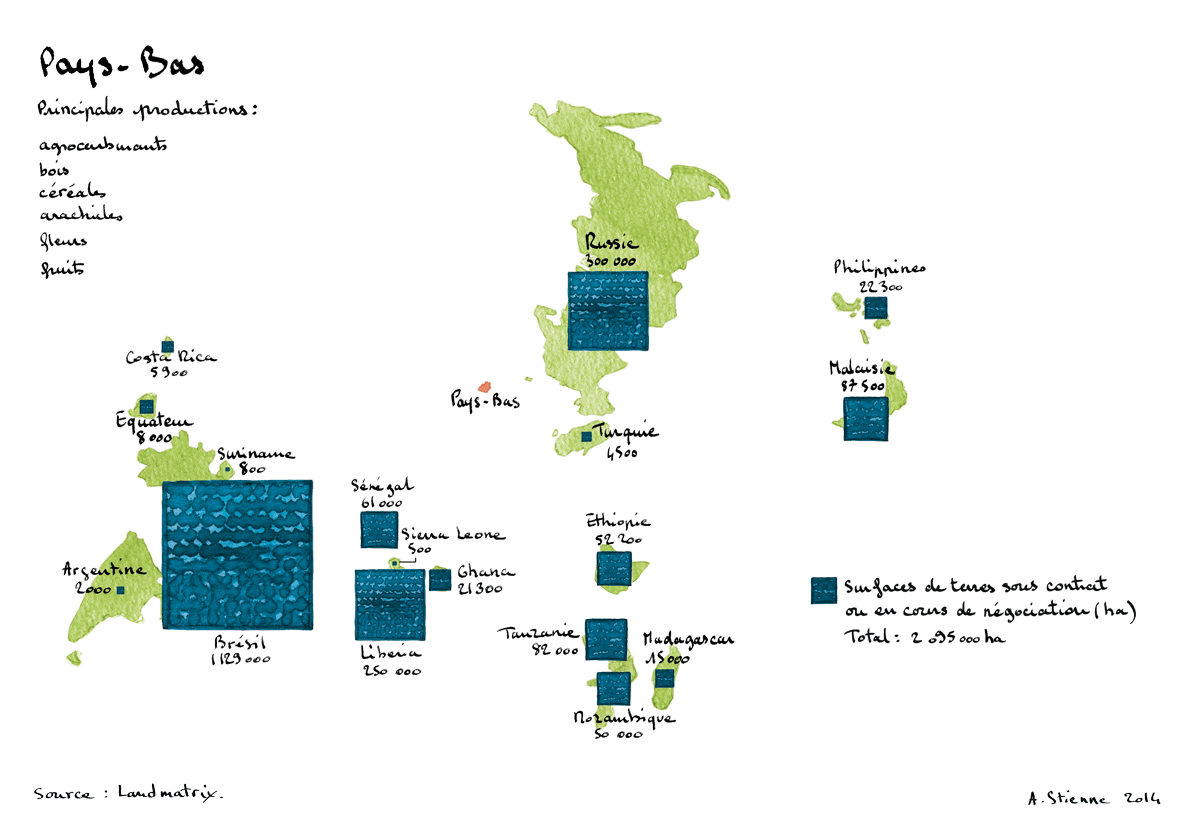 Pays-Bas
Principales productions :
agrocarburants
bois
céréales
arachides
fleurs
fruits
Russie
300 000
Philippines
22 300
Costa Rica
5 900
Malaisie
87 500
Pays-Bas
Equateur
8 000
Turquie
4500
Suriname
800
Sénégal
61 000
Sierra Leone
500
Ethiopie
52 200
Argentine
2000
Ghana
21 300
Surfaces de terres sous contrat
ou en cours de négociation (ha)
Total : 2 095 000 ha
Brésil
1 129 000
Liberia
250 000
Tanzanie
82 000
Madagascar
15 000
Mozambique
50 000
Source : Landmatrix.
A. Stienne 2014